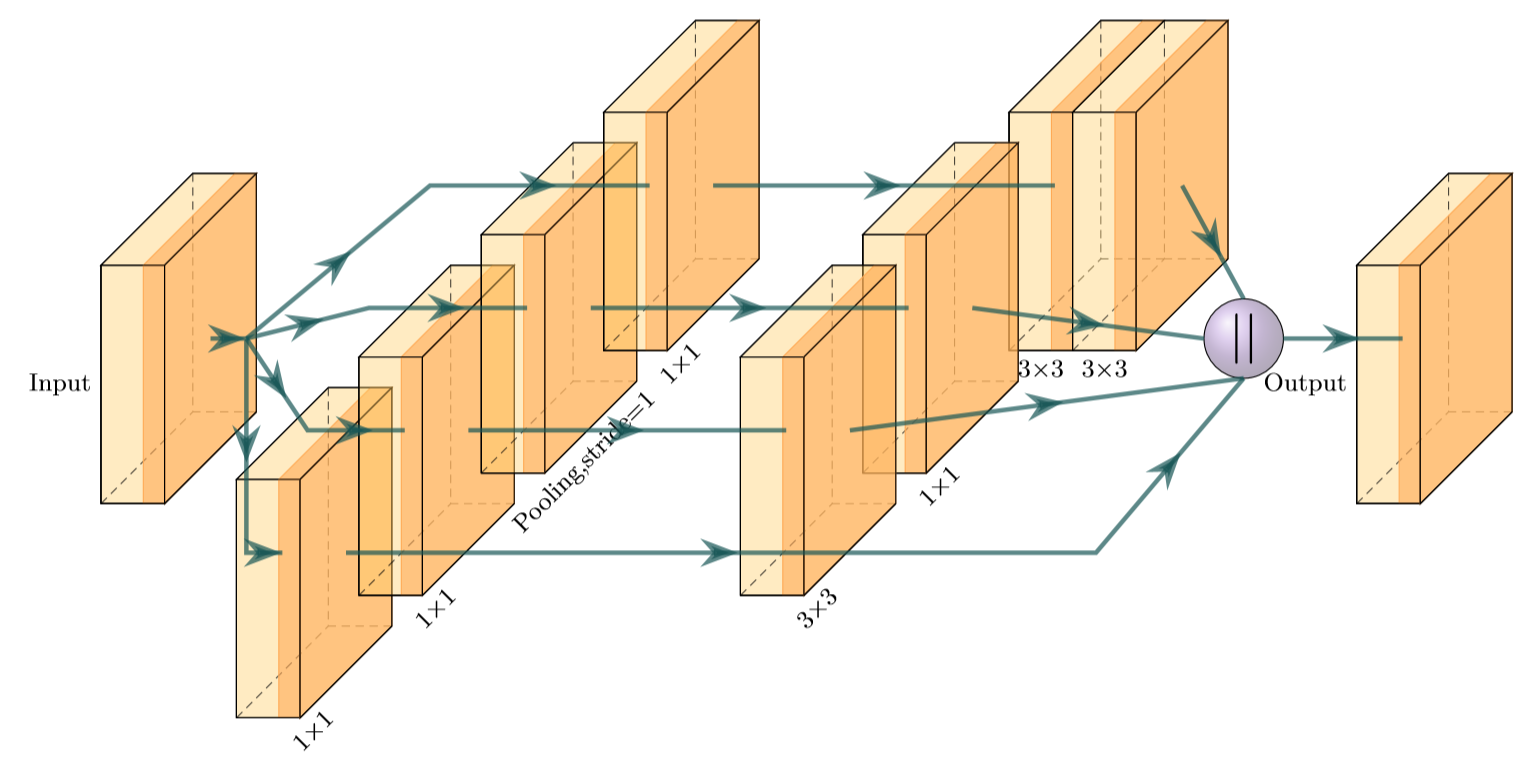 Input
1×1
1×1
Pooling,stride=1
1×1
3×3
1×1
3×3 3×3
||
Output